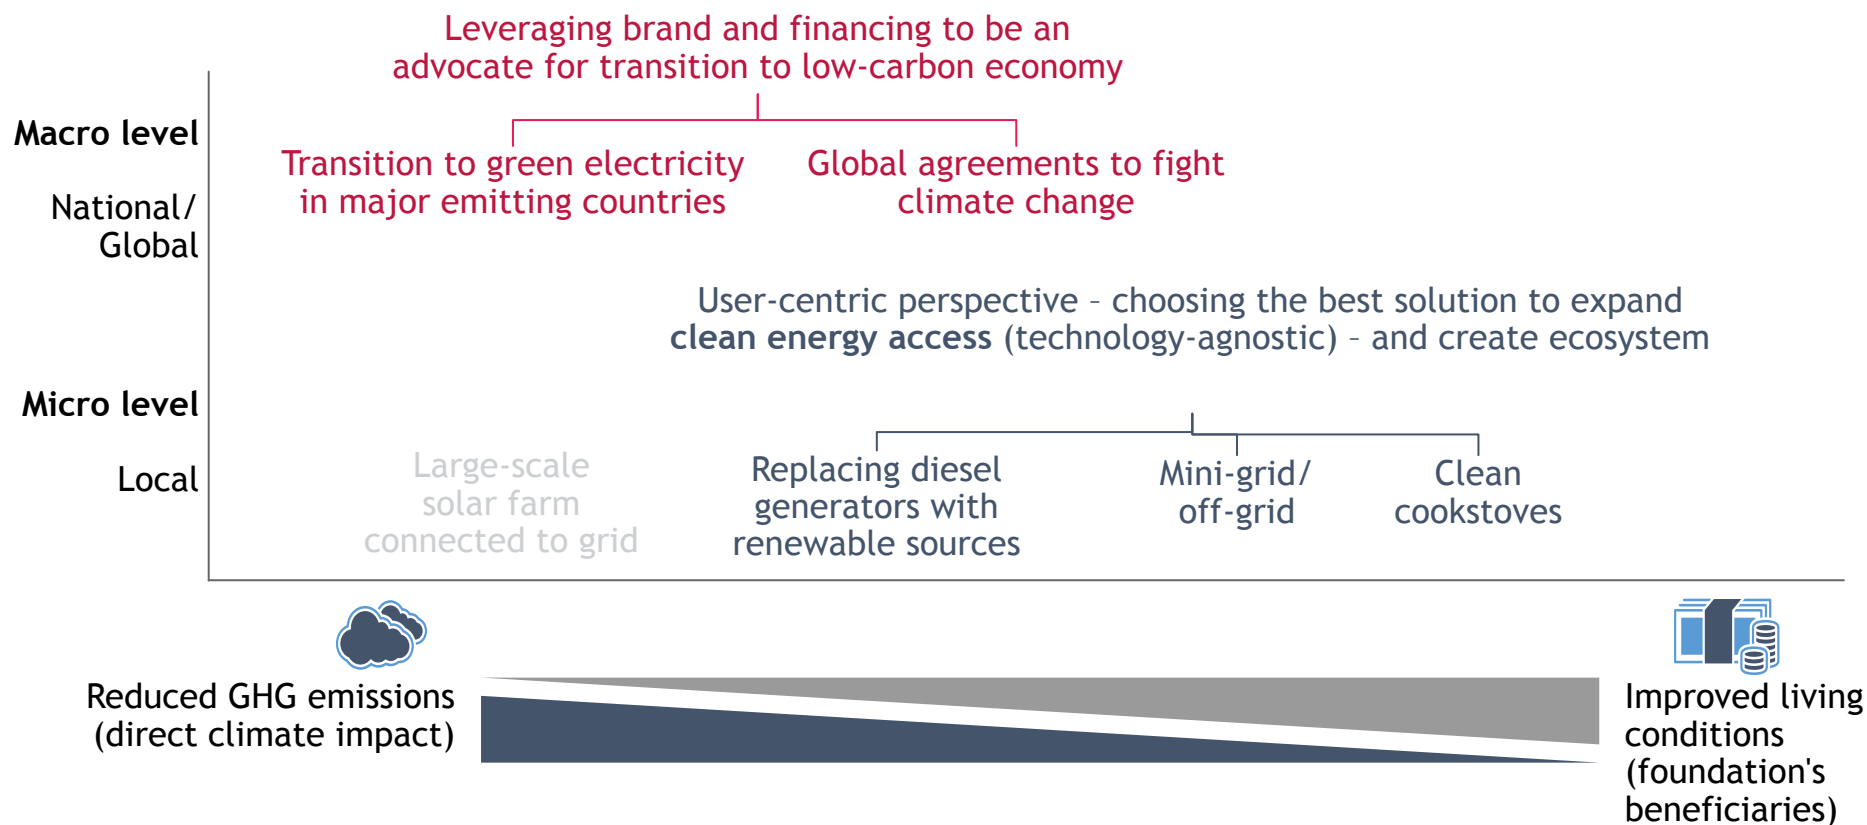 Leveraging brand and financing to be an
advocate for transition to low-carbon economy
Macro level
National/
Global
Transition to green electricity
in major emitting countries
Global agreements to fight
climate change
User-centric perspective – choosing the best solution to expand
clean energy access (technology-agnostic) – and create ecosystem
Micro level
Local
Large-scale
solar farm
connected to grid
Replacing diesel
generators with
renewable sources
Mini-grid/
off-grid
Clean
cookstoves
Reduced GHG emissions
(direct climate impact)
Improved living
conditions
(foundation's
beneficiaries)